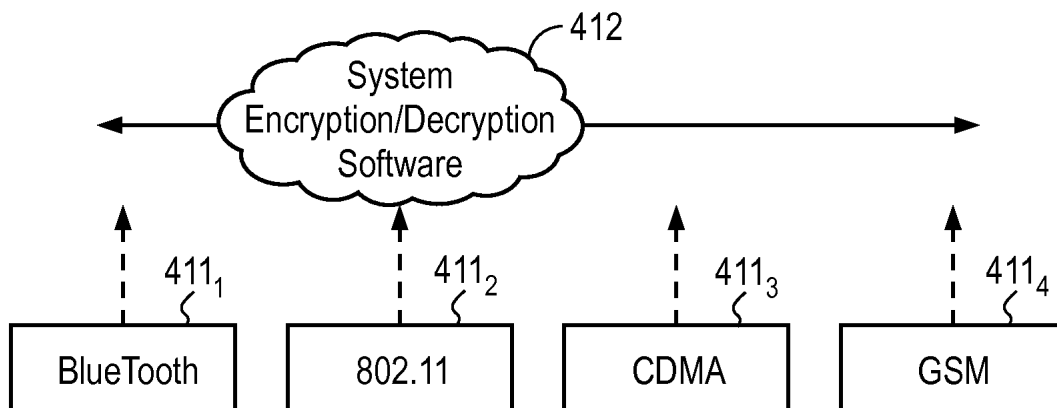 412
System
Encryption/Decryption
Software
411₁ 411₂ 411₃ 411₄
BlueTooth 802.11 CDMA GSM